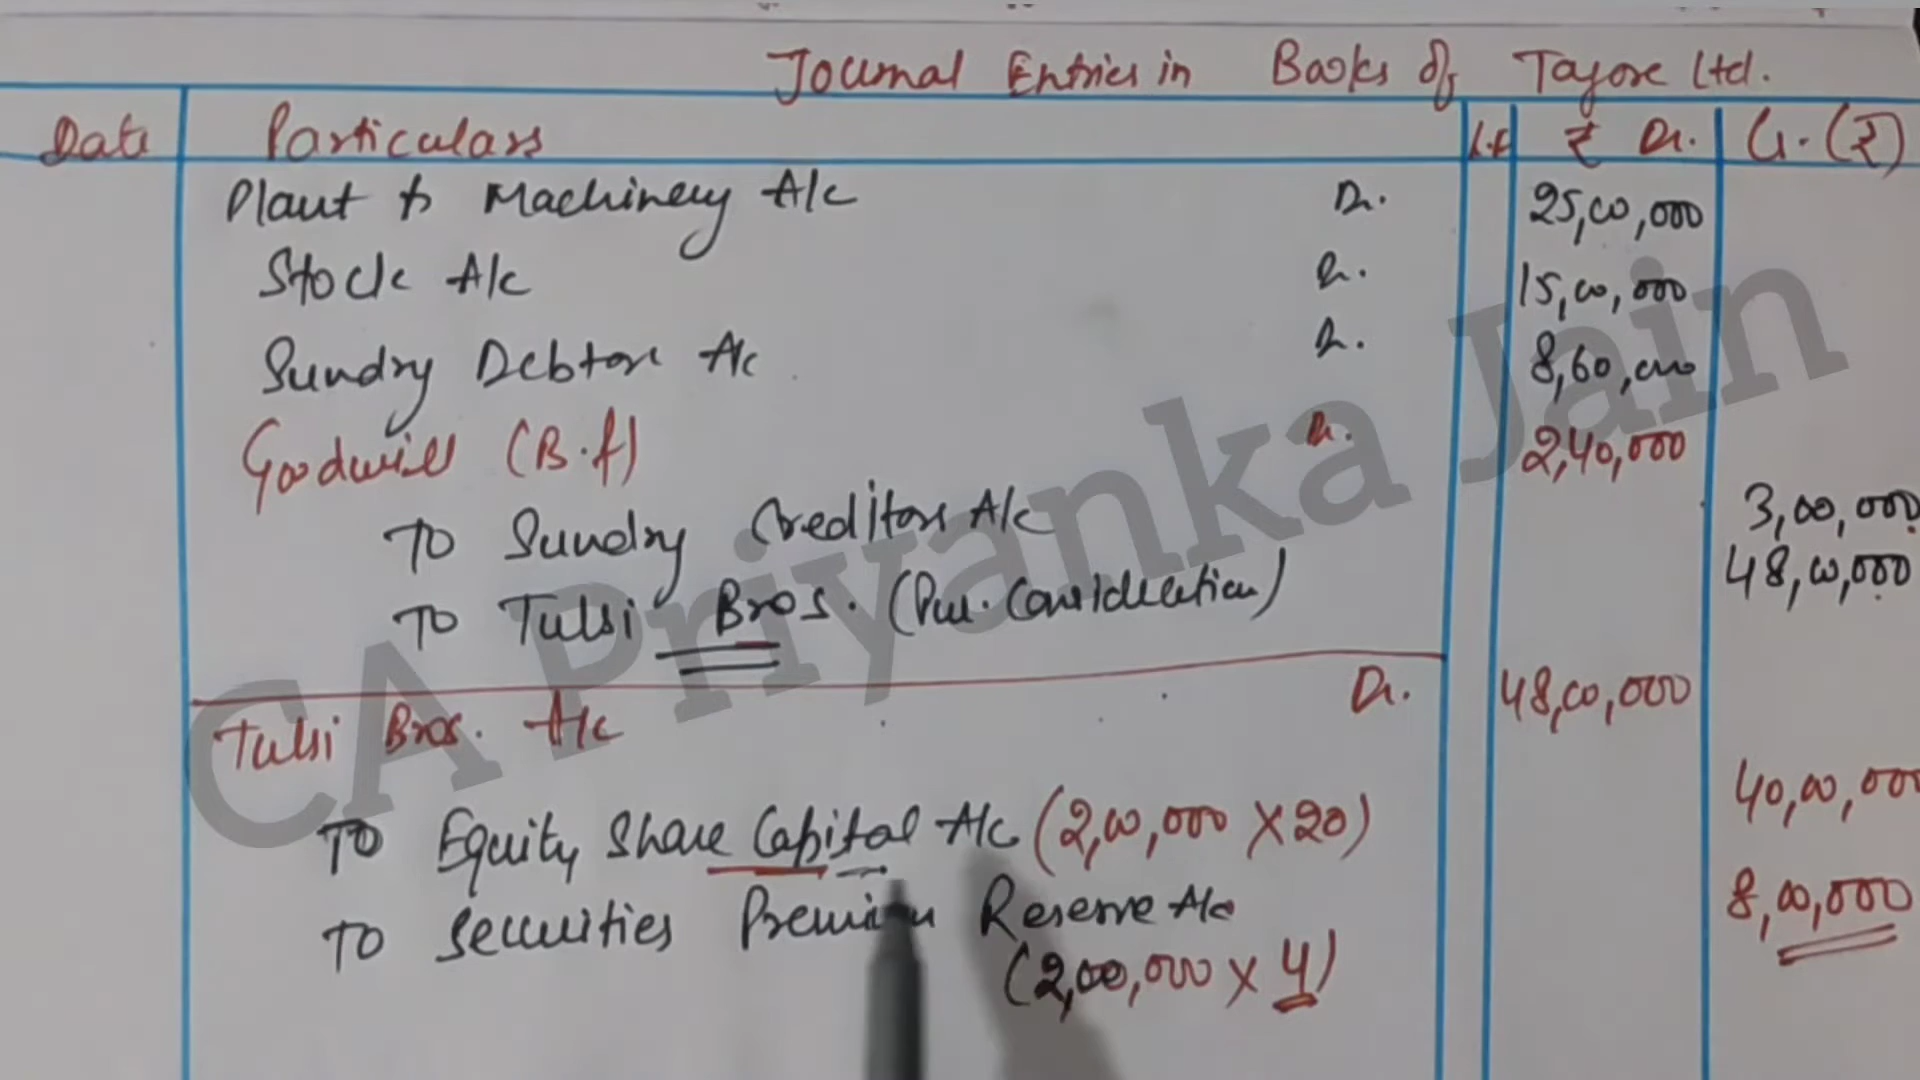 Journal Entries in Books of Tagore Ltd.
Date Particulars L.F ₹ Dr. Cr. (₹)
Plant & Machinery A/c Dr. 25,00,000
Stock A/c Dr. 15,00,000
Sundry Debtors A/c Dr. 8,60,000
Goodwill (B.f) Dr. 2,40,000
To Sundry Creditors A/c 3,00,000
To Tulsi Bros. (Pur. Consideration) 48,00,000
Tulsi Bros. A/c Dr. 48,00,000
To Equity Share Capital A/c (2,00,000 X 20) 40,00,000
To Securities Premium Reserve A/c 8,00,000
(2,00,000 X 4)
CA Priyanka Jain